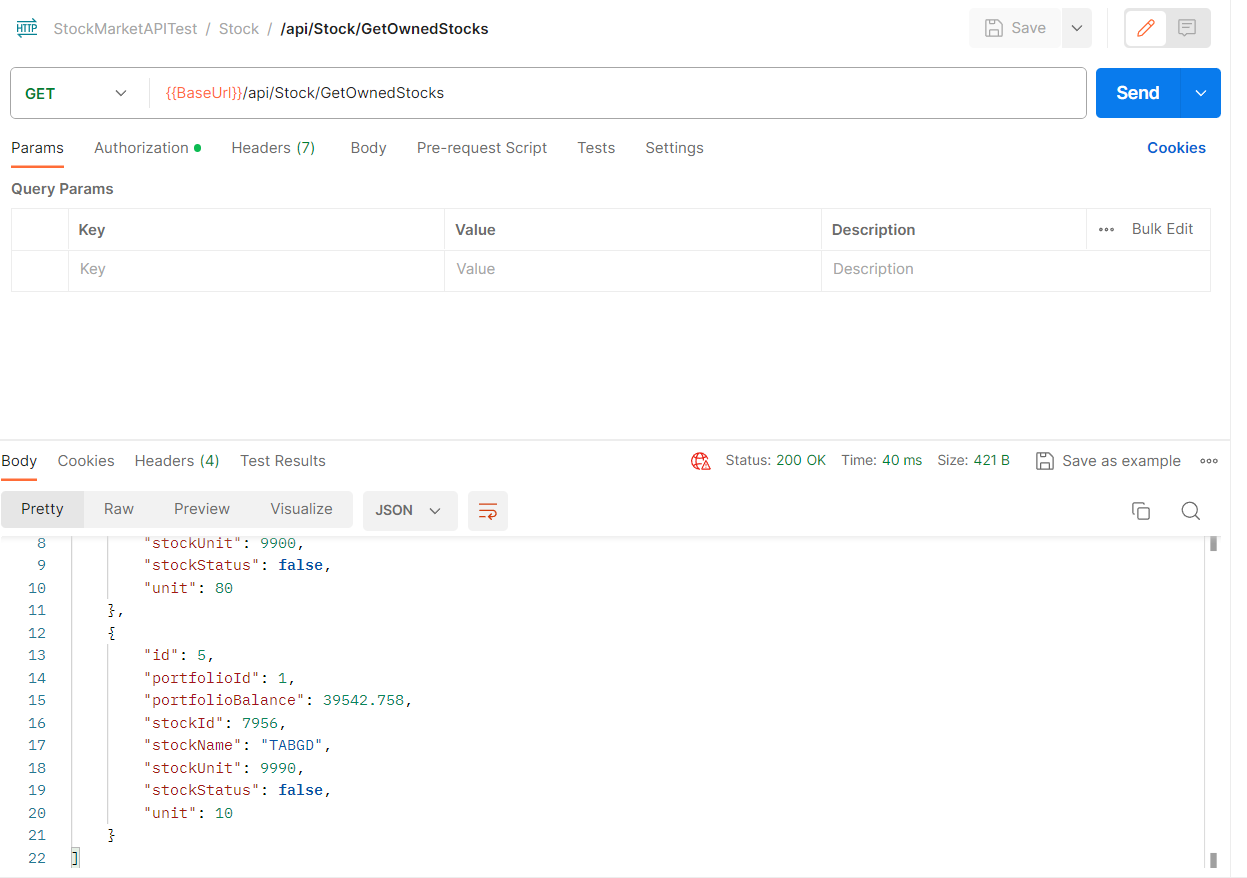 HTTP StockMarketAPITest / Stock / /api/Stock/GetOwnedStocks Save
GET {{BaseUrl}}/api/Stock/GetOwnedStocks Send
Params Authorization Headers (7) Body Pre-request Script Tests Settings Cookies
Query Params
Key Value Description Bulk Edit
Key Value Description
Body Cookies Headers (4) Test Results Status: 200 OK Time: 40 ms Size: 421 B Save as example
Pretty Raw Preview Visualize JSON
8 "stockUnit": 9900,
9 "stockStatus": false,
10 "unit": 80
11 },
12 {
13 "id": 5,
14 "portfolioId": 1,
15 "portfolioBalance": 39542.758,
16 "stockId": 7956,
17 "stockName": "TABGD",
18 "stockUnit": 9990,
19 "stockStatus": false,
20 "unit": 10
21 }
22 ]